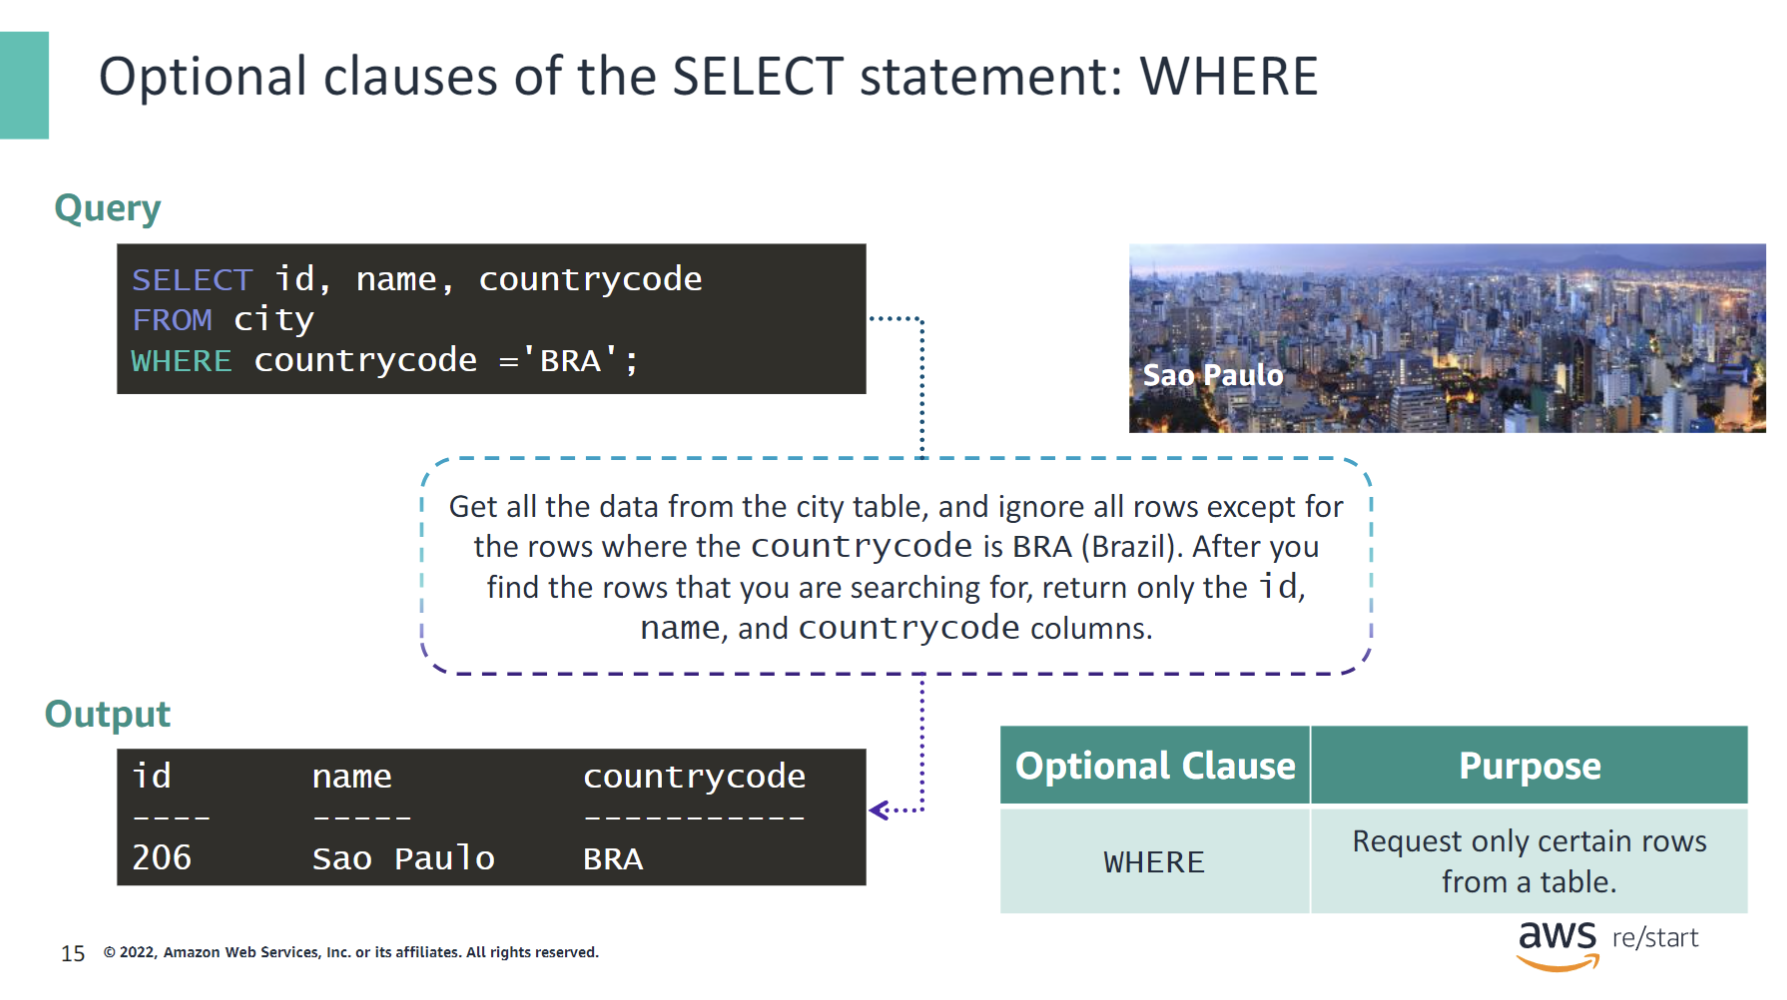 Optional clauses of the SELECT statement: WHERE
Query
SELECT id, name, countrycode
FROM city
WHERE countrycode ='BRA';
Sao Paulo
Get all the data from the city table, and ignore all rows except for
the rows where the countrycode is BRA (Brazil). After you
find the rows that you are searching for, return only the id,
name, and countrycode columns.
Output
id name countrycode
---- ----- -----------
206 Sao Paulo BRA
Optional Clause Purpose
WHERE Request only certain rows
from a table.
15 © 2022, Amazon Web Services, Inc. or its affiliates. All rights reserved.
aws re/start